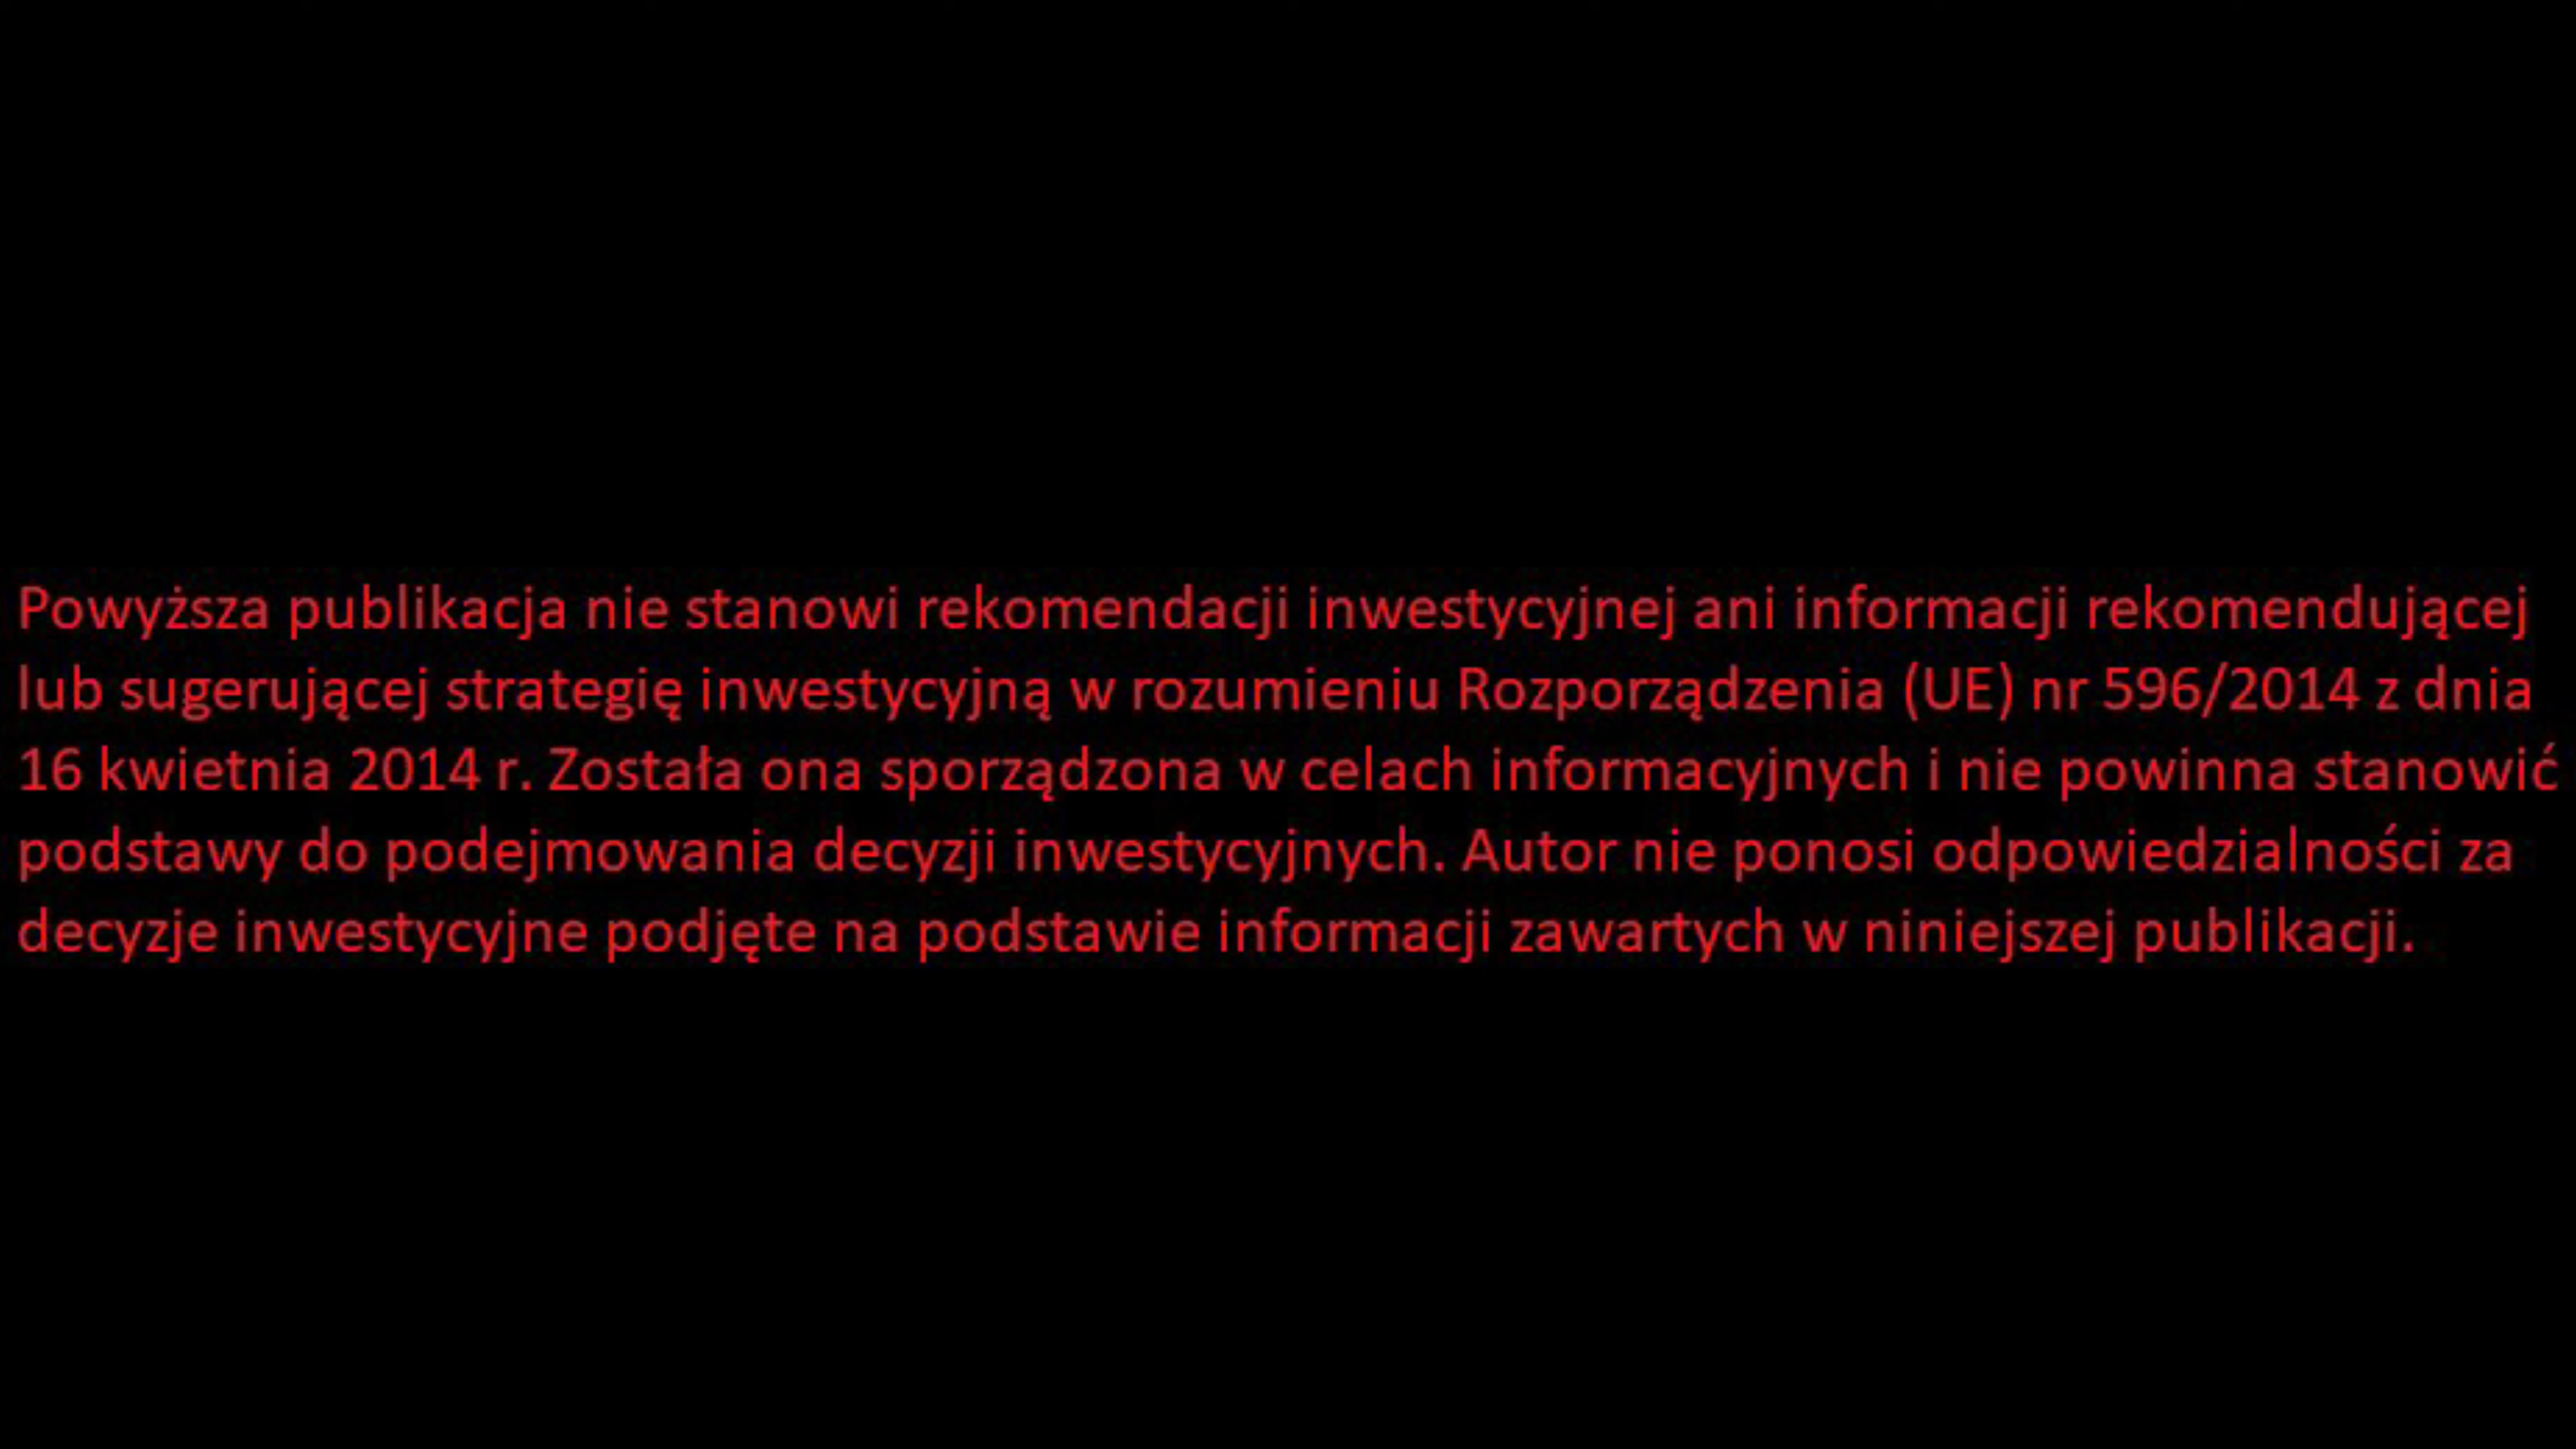 Powyższa publikacja nie stanowi rekomendacji inwestycyjnej ani informacji rekomendującej
lub sugerującej strategię inwestycyjną w rozumieniu Rozporządzenia (UE) nr 596/2014 z dnia
16 kwietnia 2014 r. Została ona sporządzona w celach informacyjnych i nie powinna stanowić
podstawy do podejmowania decyzji inwestycyjnych. Autor nie ponosi odpowiedzialności za
decyzje inwestycyjne podjęte na podstawie informacji zawartych w niniejszej publikacji.